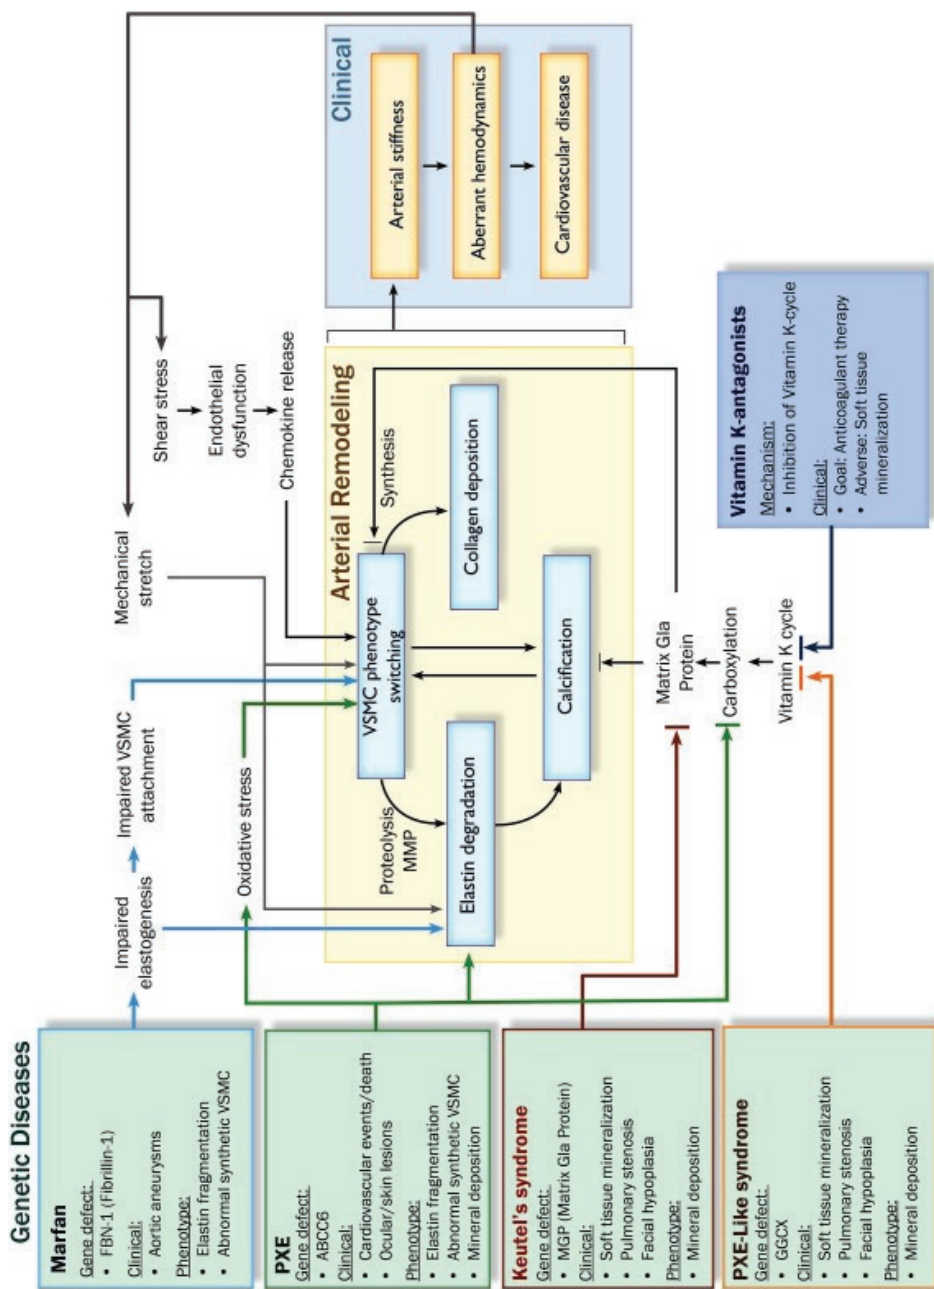 Genetic Diseases
Marfan
Gene defect:
• FBN-1 (Fibrillin-1)
Clinical:
• Aortic aneurysms
Phenotype:
• Elastin fragmentation
• Abnormal synthetic VSMC
PXE
Gene defect:
• ABCC6
Clinical:
• Cardiovascular events/death
• Ocular/skin lesions
Phenotype:
• Elastin fragmentation
• Abnormal synthetic VSMC
• Mineral deposition
Keutel's syndrome
Gene defect:
• MGP (Matrix Gla Protein)
Clinical:
• Soft tissue mineralization
• Pulmonary stenosis
• Facial hypoplasia
Phenotype:
• Mineral deposition
PXE-Like syndrome
Gene defect:
• GGCX
Clinical:
• Soft tissue mineralization
• Pulmonary stenosis
• Facial hypoplasia
Phenotype:
• Mineral deposition
Impaired
elastogenesis
Impaired VSMC
attachment
Oxidative stress
Mechanical
stretch
Shear stress
Endothelial
dysfunction
Chemokine release
Arterial Remodeling
VSMC phenotype
switching
Synthesis
Proteolysis
MMP
Elastin degradation
Collagen deposition
Calcification
Matrix Gla
Protein
Carboxylation
Vitamin K cycle
Clinical
Arterial stiffness
Aberrant hemodynamics
Cardiovascular disease
Vitamin K-antagonists
Mechanism:
• Inhibition of Vitamin K-cycle
Clinical:
• Goal: Anticoagulant therapy
• Adverse: Soft tissue
mineralization